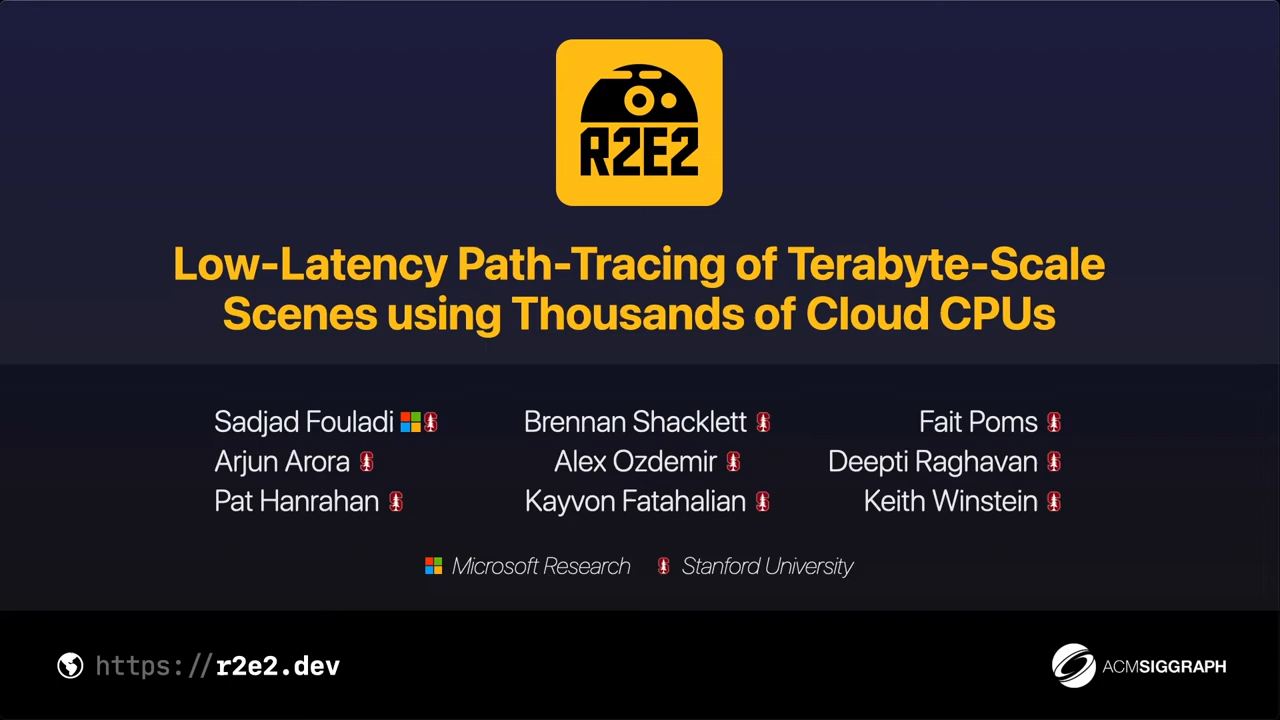 R2E2
Low-Latency Path-Tracing of Terabyte-Scale
Scenes using Thousands of Cloud CPUs
Sadjad Fouladi Brennan Shacklett Fait Poms
Arjun Arora Alex Ozdemir Deepti Raghavan
Pat Hanrahan Kayvon Fatahalian Keith Winstein
Microsoft Research Stanford University
https://r2e2.dev ACMSIGGRAPH